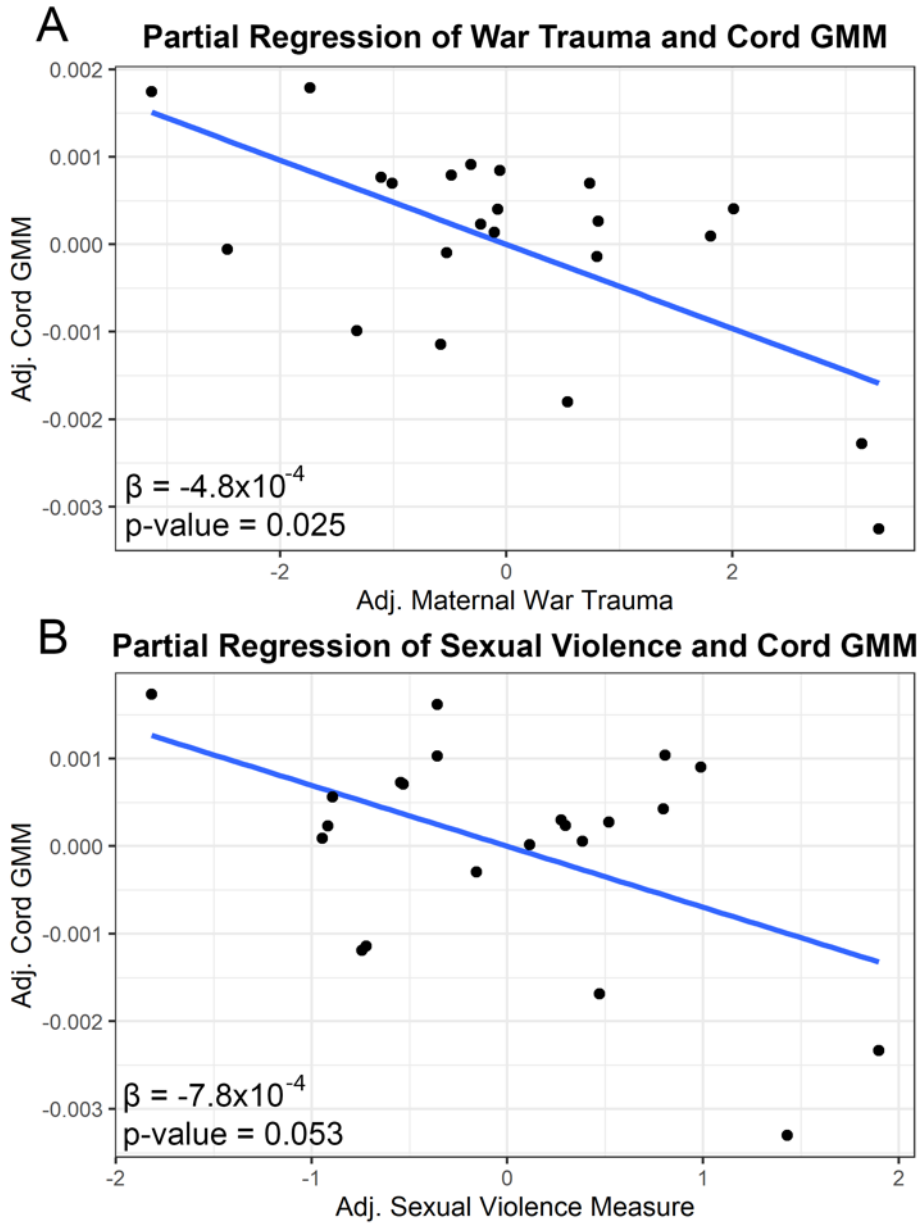 A
Partial Regression of War Trauma and Cord GMM
0.002
0.001
0.000
-0.001
-0.002
-0.003
Adj. Cord GMM
β = -4.8x10⁻⁴
p-value = 0.025
-2 0 2
Adj. Maternal War Trauma
B
Partial Regression of Sexual Violence and Cord GMM
0.001
0.000
-0.001
-0.002
-0.003
Adj. Cord GMM
β = -7.8x10⁻⁴
p-value = 0.053
-2 -1 0 1 2
Adj. Sexual Violence Measure